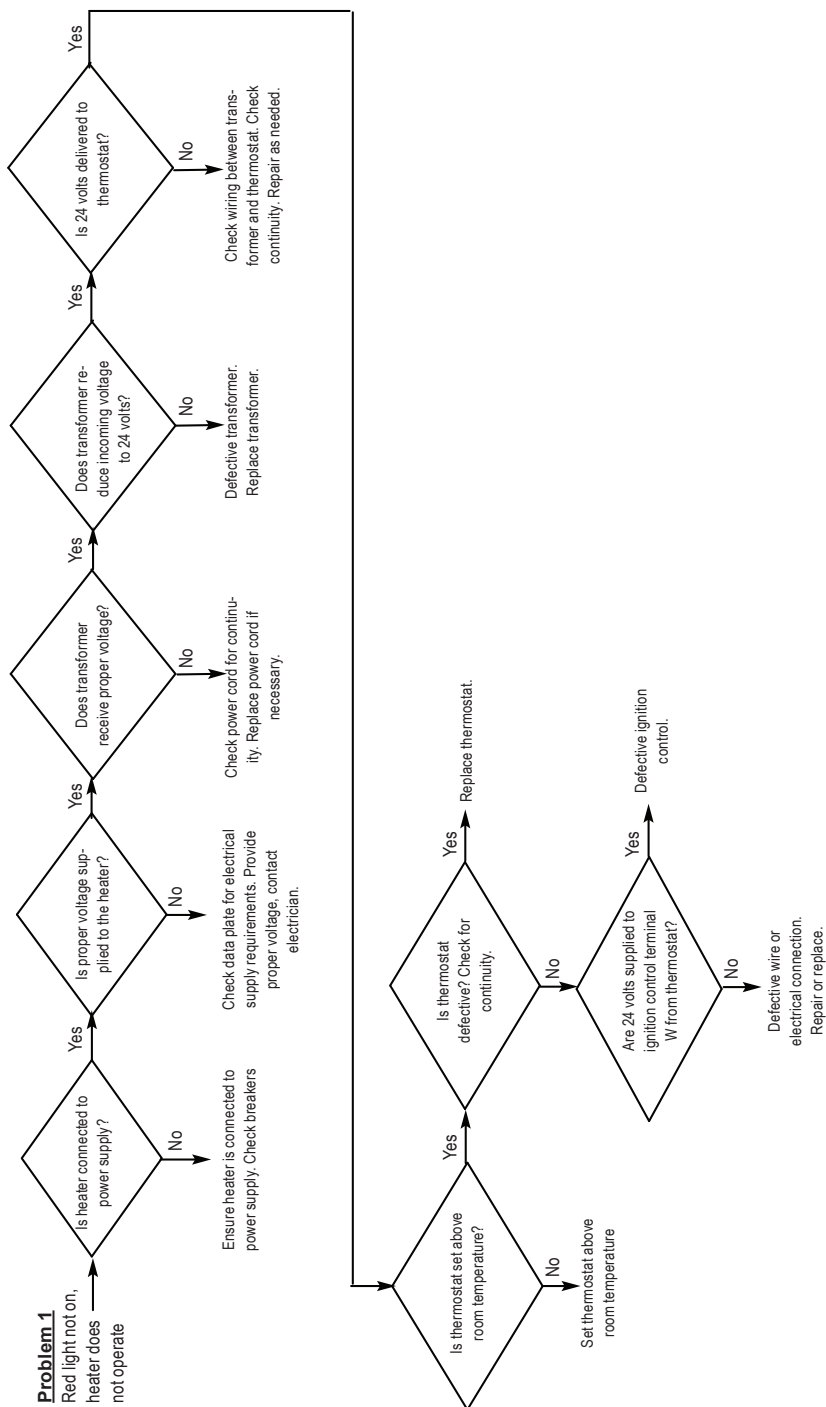 Problem 1
Red light not on,
heater does
not operate
Is heater connected to
power supply?
No
Ensure heater is connected to
power supply. Check breakers
Yes
Is proper voltage sup-
plied to the heater?
No
Check data plate for electrical
supply requirements. Provide
proper voltage, contact
electrician.
Yes
Does transformer
receive proper voltage?
No
Check power cord for continu-
ity. Replace power cord if
necessary.
Yes
Does transformer re-
duce incoming voltage
to 24 volts?
No
Defective transformer.
Replace transformer.
Yes
Is 24 volts delivered to
thermostat?
No
Check wiring between trans-
former and thermostat. Check
continuity. Repair as needed.
Yes
Is thermostat set above
room temperature?
No
Set thermostat above
room temperature
Yes
Is thermostat
defective? Check for
continuity.
Yes
Replace thermostat.
No
Are 24 volts supplied to
ignition control terminal
W from thermostat?
Yes
Defective ignition
control.
No
Defective wire or
electrical connection.
Repair or replace.